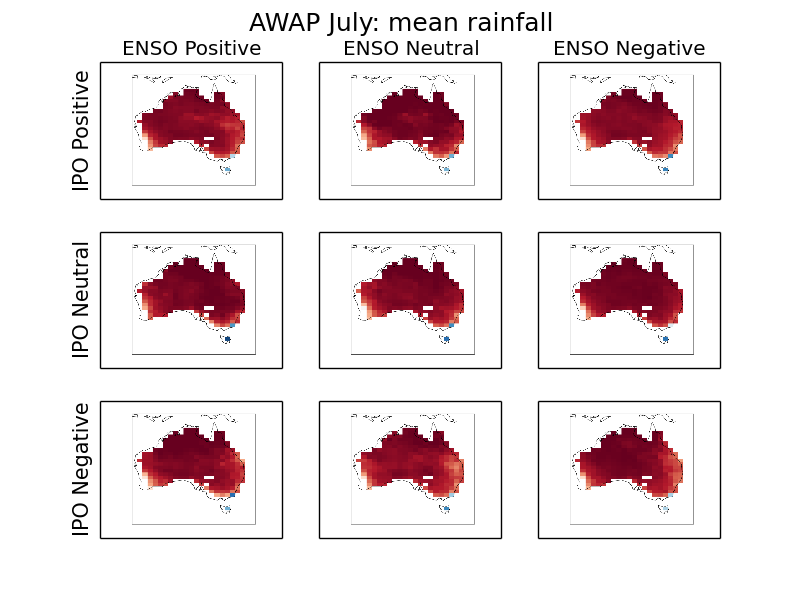 AWAP July: mean rainfall
ENSO Positive
ENSO Neutral
ENSO Negative
IPO Positive
IPO Neutral
IPO Negative